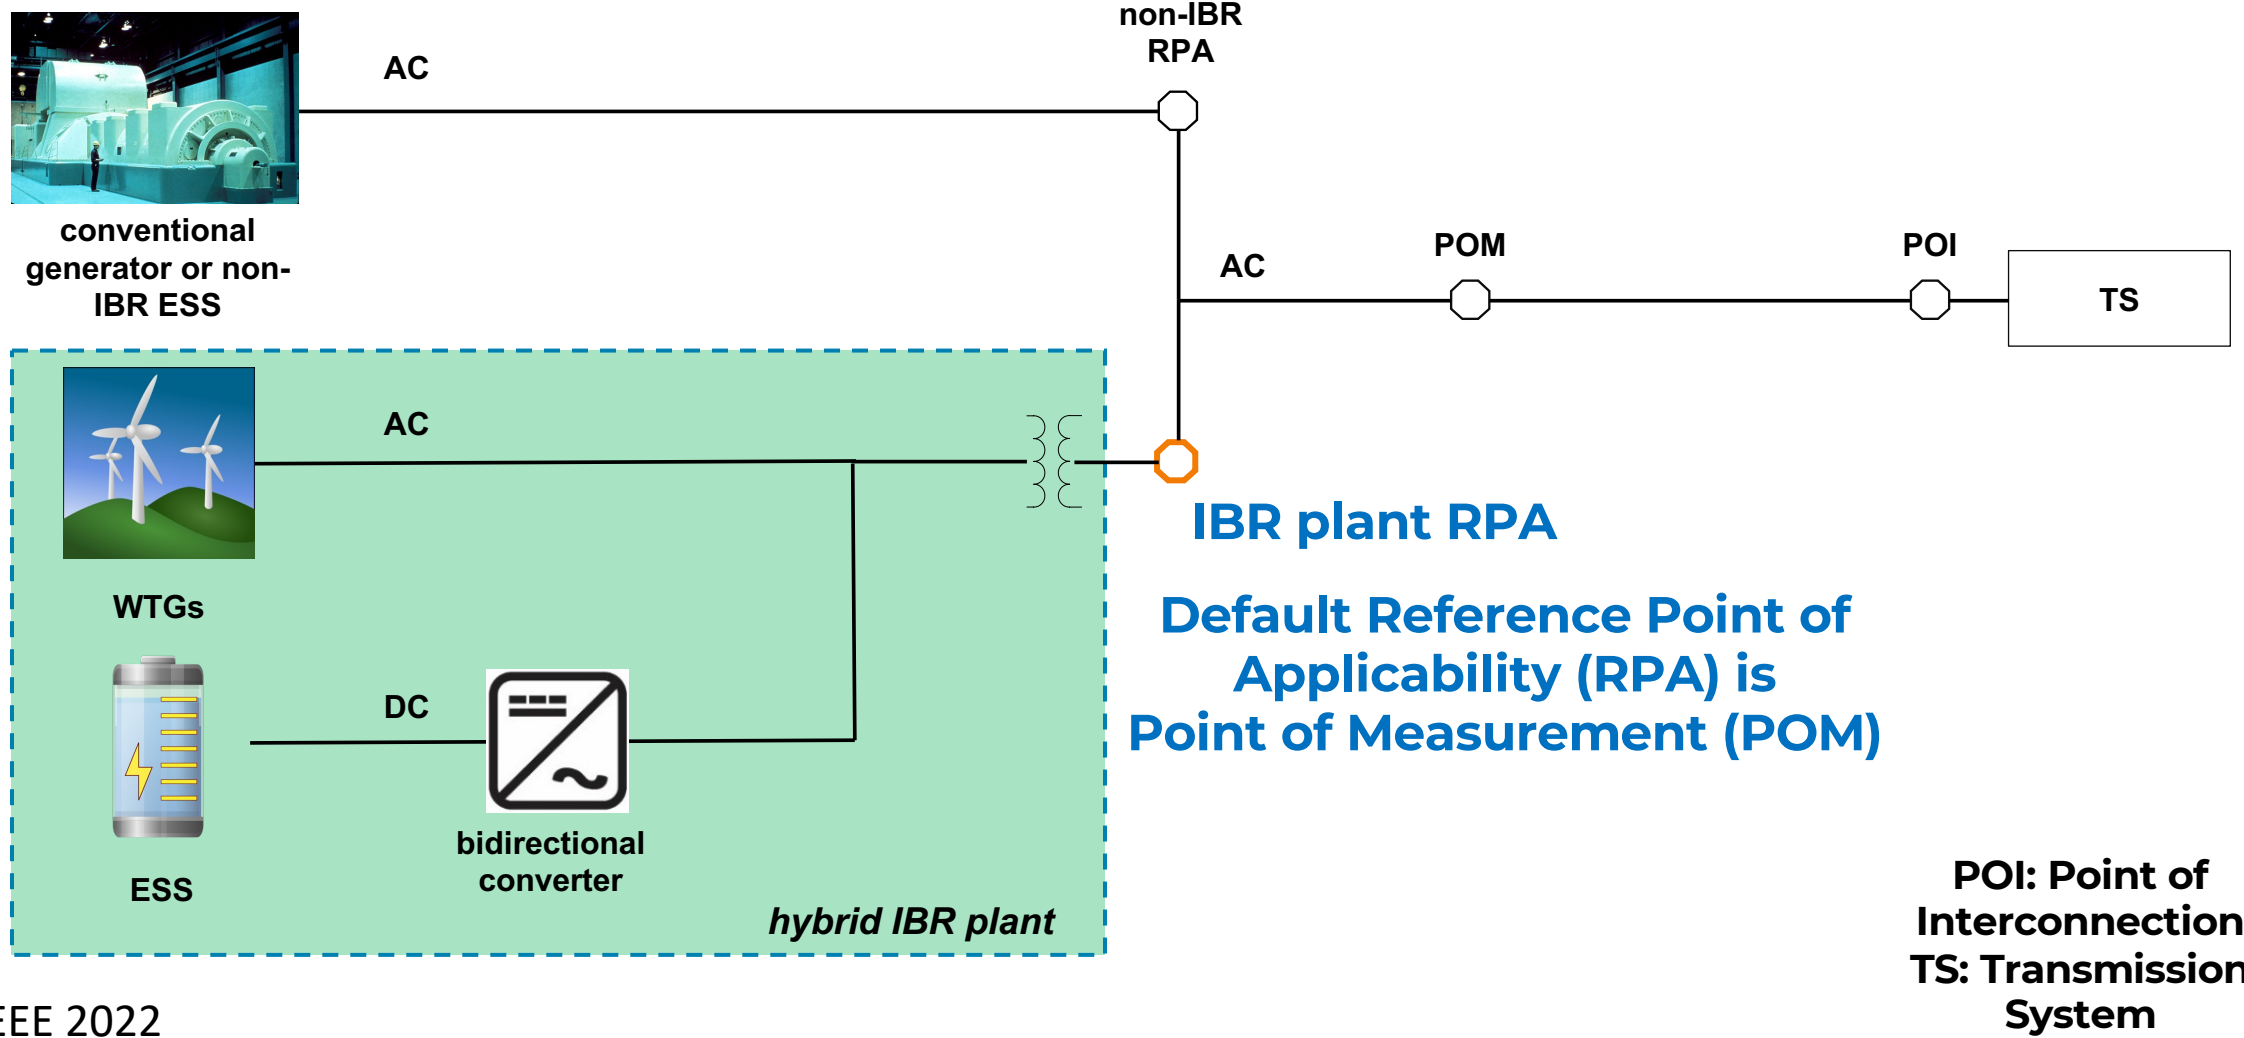 non-IBR
RPA
AC
conventional
generator or non-
IBR ESS
AC
POM
POI
TS
AC
WTGs
IBR plant RPA
Default Reference Point of
Applicability (RPA) is
Point of Measurement (POM)
DC
bidirectional
converter
ESS
hybrid IBR plant
POI: Point of
Interconnection
TS: Transmission
System
EEE 2022